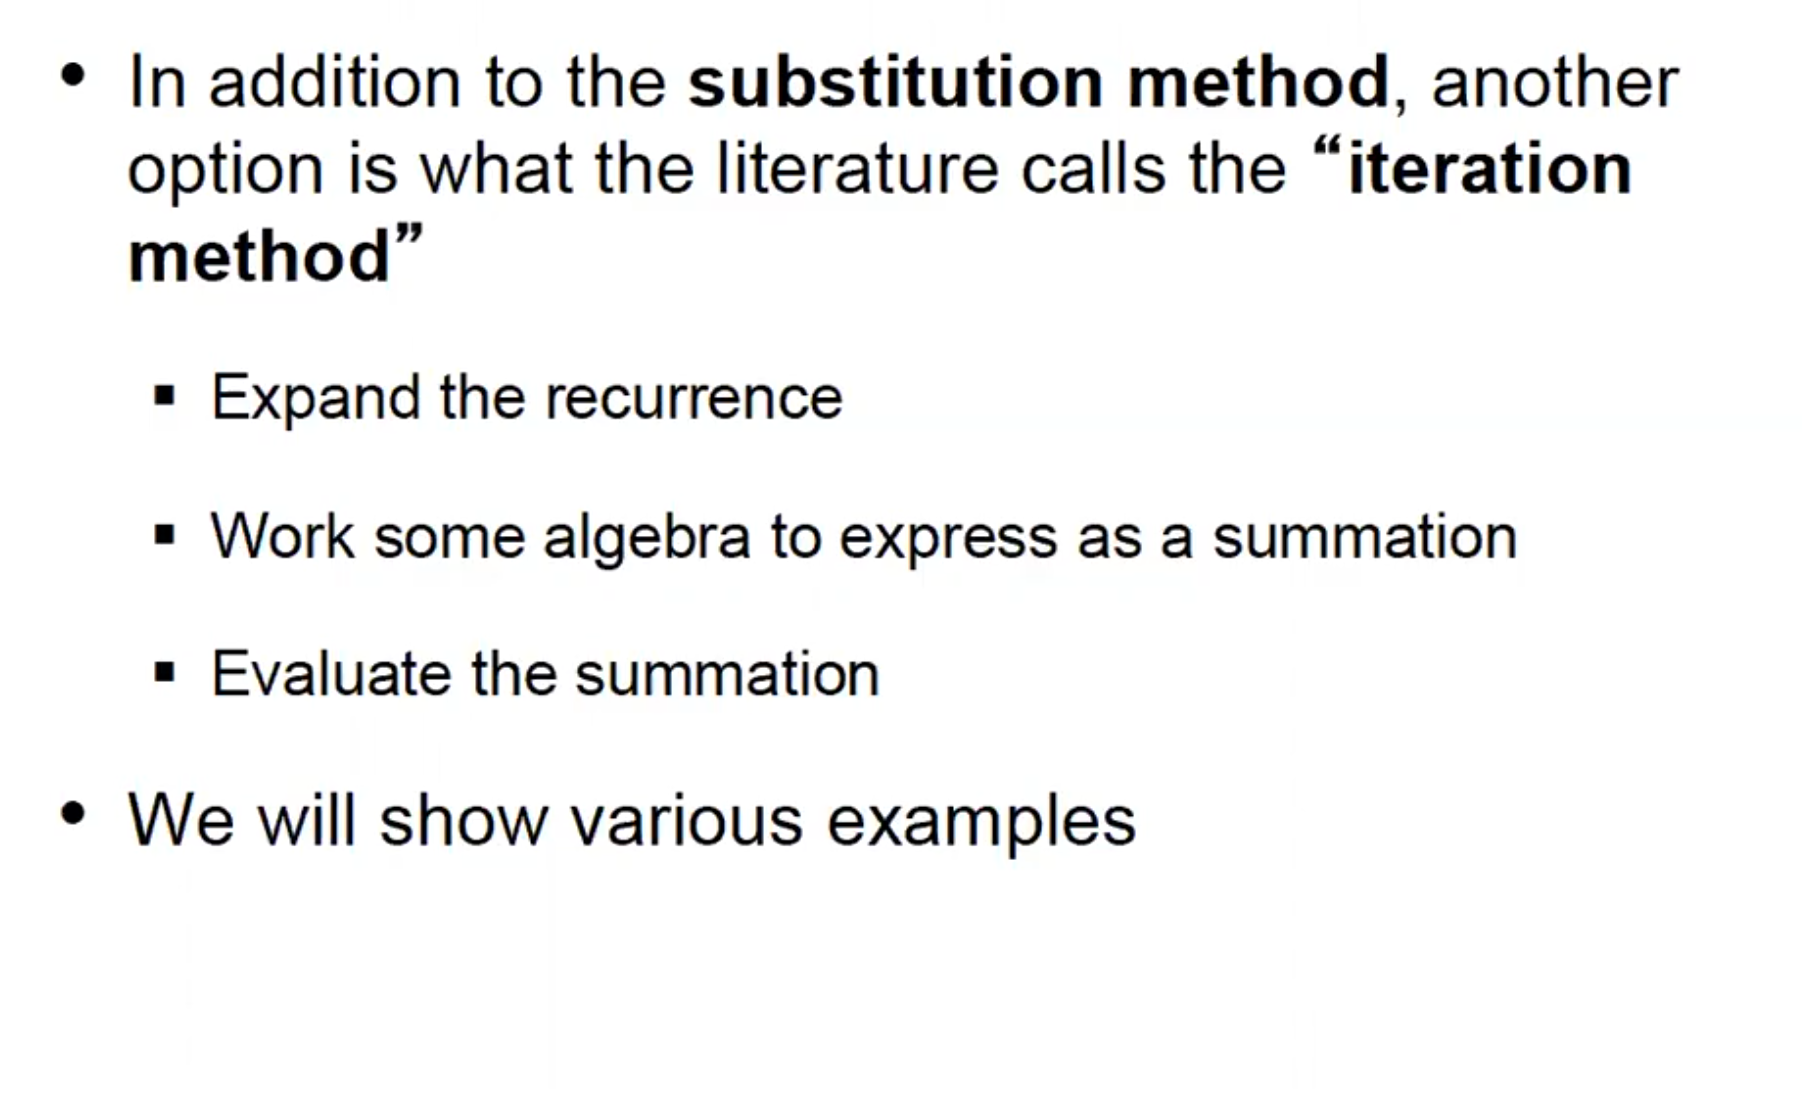 • In addition to the substitution method, another
option is what the literature calls the “iteration
method”
▪ Expand the recurrence
▪ Work some algebra to express as a summation
▪ Evaluate the summation
• We will show various examples